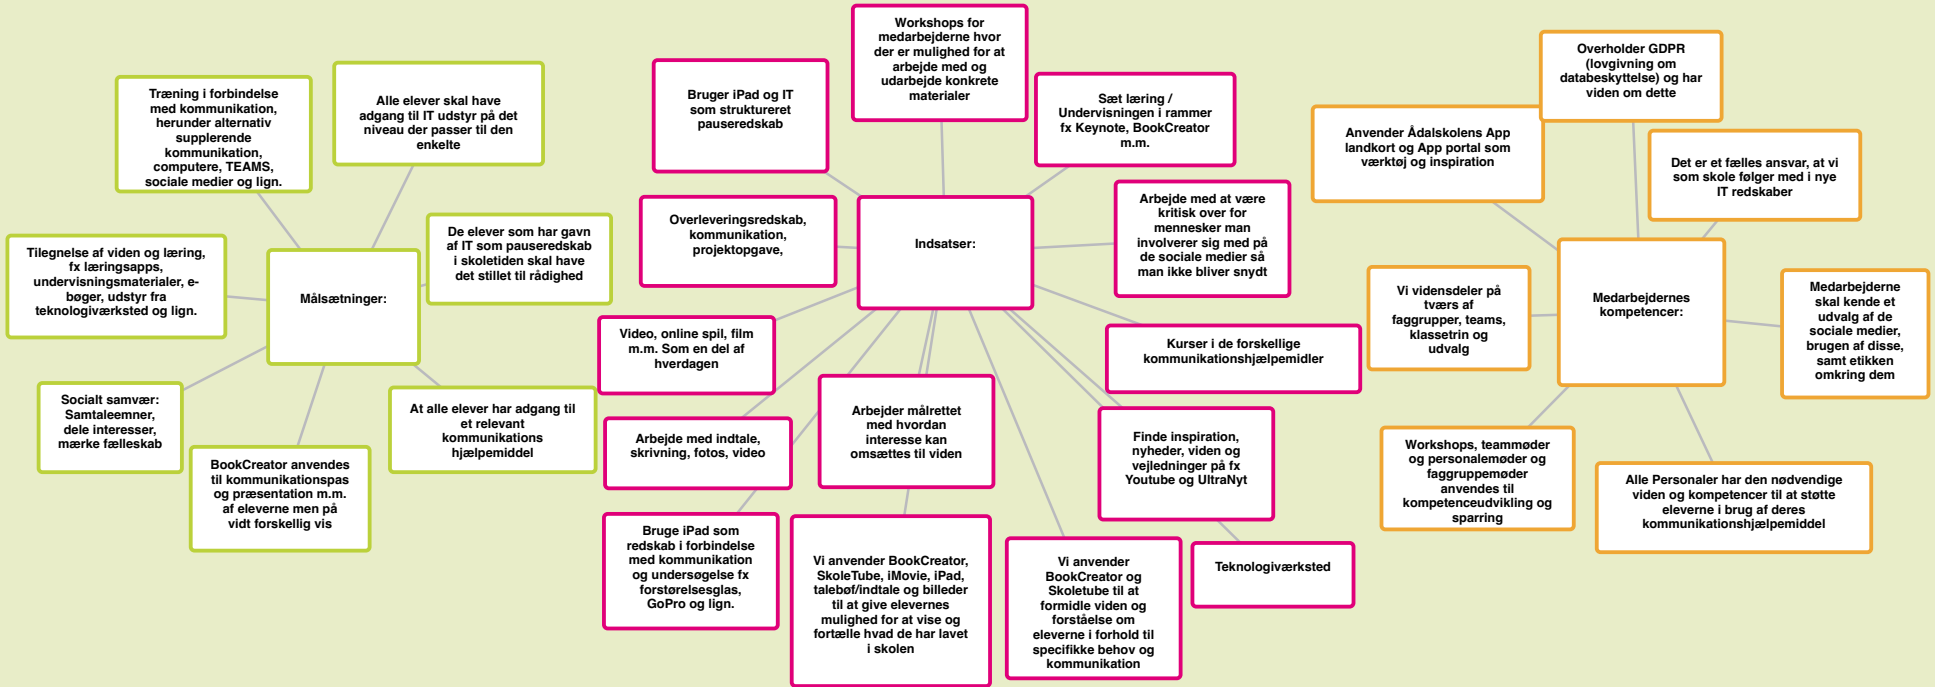 Træning i forbindelse
med kommunikation,
herunder alternativ
supplerende
kommunikation,
computere, TEAMS,
sociale medier og lign.
Alle elever skal have
adgang til IT udstyr på det
niveau der passer til den
enkelte
Tilegnelse af viden og læring,
fx læringsapps,
undervisningsmaterialer, e-
bøger, udstyr fra
teknologiværksted og lign.
Målsætninger:
De elever som har gavn
af IT som pauseredskab
i skoletiden skal have
det stillet til rådighed
Socialt samvær:
Samtaleemner,
dele interesser,
mærke fælleskab
BookCreator anvendes
til kommunikationspas
og præsentation m.m.
af eleverne men på
vidt forskellig vis
At alle elever har adgang til
et relevant
kommunikations
hjælpemiddel
Bruger iPad og IT
som struktureret
pauseredskab
Workshops for
medarbejderne hvor
der er mulighed for at
arbejde med og
udarbejde konkrete
materialer
Sæt læring /
Undervisningen i rammer
fx Keynote, BookCreator
m.m.
Overleveringsredskab,
kommunikation,
projektopgave,
Indsatser:
Arbejde med at være
kritisk over for
mennesker man
involverer sig med på
de sociale medier så
man ikke bliver snydt
Video, online spil, film
m.m. Som en del af
hverdagen
Kurser i de forskellige
kommunikationshjælpemidler
Arbejde med indtale,
skrivning, fotos, video
Arbejder målrettet
med hvordan
interesse kan
omsættes til viden
Finde inspiration,
nyheder, viden og
vejledninger på fx
Youtube og UltraNyt
Bruge iPad som
redskab i forbindelse
med kommunikation
og undersøgelse fx
forstørelsesglas,
GoPro og lign.
Vi anvender BookCreator,
SkoleTube, iMovie, iPad,
talebøf/indtale og billeder
til at give elevernes
mulighed for at vise og
fortælle hvad de har lavet
i skolen
Vi anvender
BookCreator og
Skoletube til at
formidle viden og
forståelse om
eleverne i forhold til
specifikke behov og
kommunikation
Teknologiværksted
Overholder GDPR
(lovgivning om
databeskyttelse) og har
viden om dette
Anvender Ådalskolens App
landkort og App portal som
værktøj og inspiration
Det er et fælles ansvar, at vi
som skole følger med i nye
IT redskaber
Vi vidensdeler på
tværs af
faggrupper, teams,
klassetrin og
udvalg
Medarbejdernes
kompetencer:
Medarbejderne
skal kende et
udvalg af de
sociale medier,
brugen af disse,
samt etikken
omkring dem
Workshops, teammøder
og personalemøder og
faggruppemøder
anvendes til
kompetenceudvikling og
sparring
Alle Personaler har den nødvendige
viden og kompetencer til at støtte
eleverne i brug af deres
kommunikationshjælpemiddel